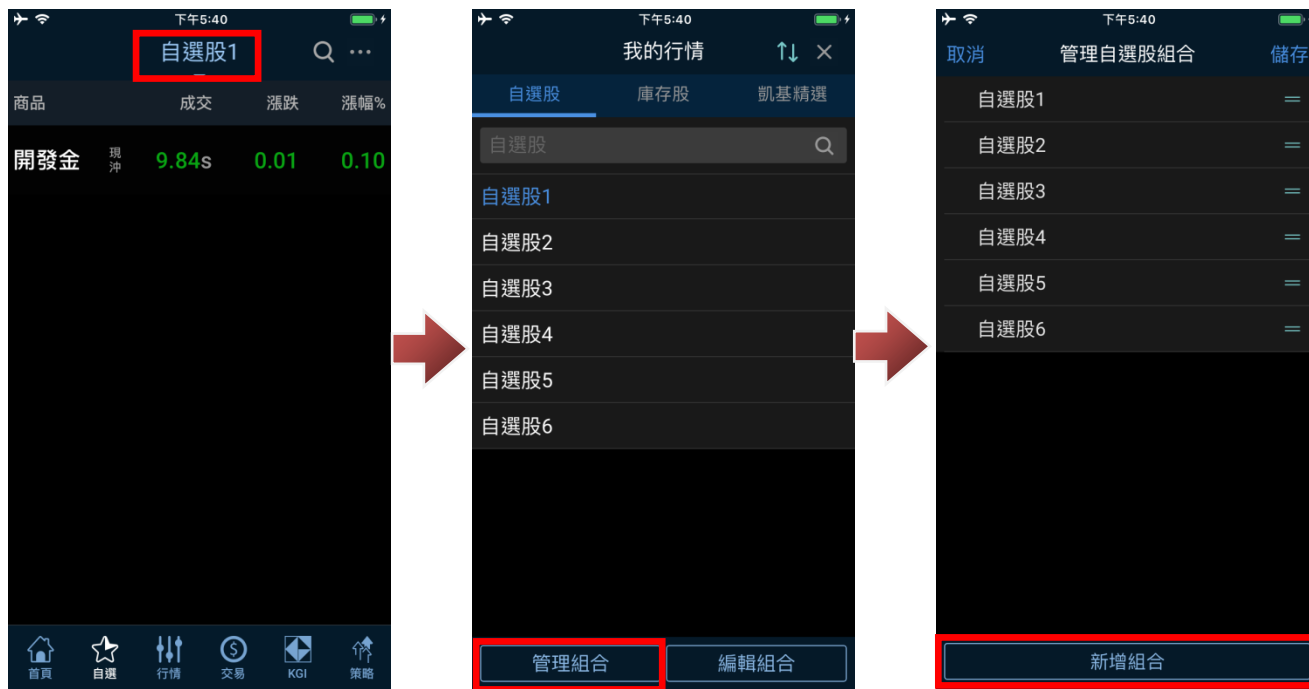 下午5:40
自選股1
商品 成交 漲跌 漲幅%
開發金 現沖 9.84s 0.01 0.10
首頁 自選 行情 交易 KGI 策略
下午5:40
我的行情
自選股 庫存股 凱基精選
自選股
自選股1
自選股2
自選股3
自選股4
自選股5
自選股6
管理組合 編輯組合
下午5:40
取消 管理自選股組合 儲存
自選股1
自選股2
自選股3
自選股4
自選股5
自選股6
新增組合